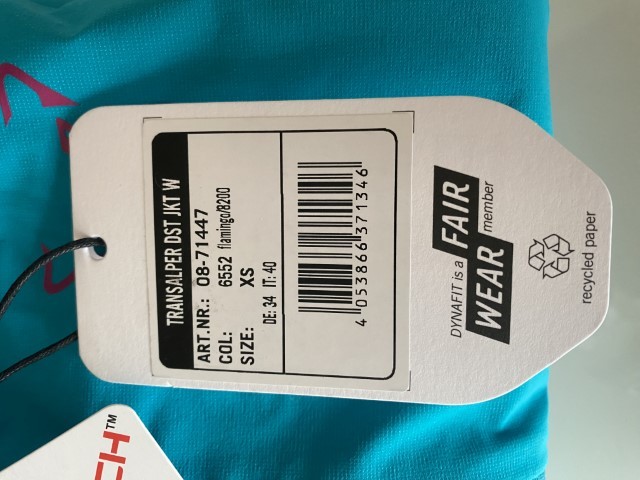 TRANSALPER DST JKT W
ART.NR.: 08-71447
COL: 6552 flamingo/8200
SIZE: XS
DE: 34 IT: 40
4 053866 371346
DYNAFIT is a FAIR
WEAR member
recycled paper
CH™